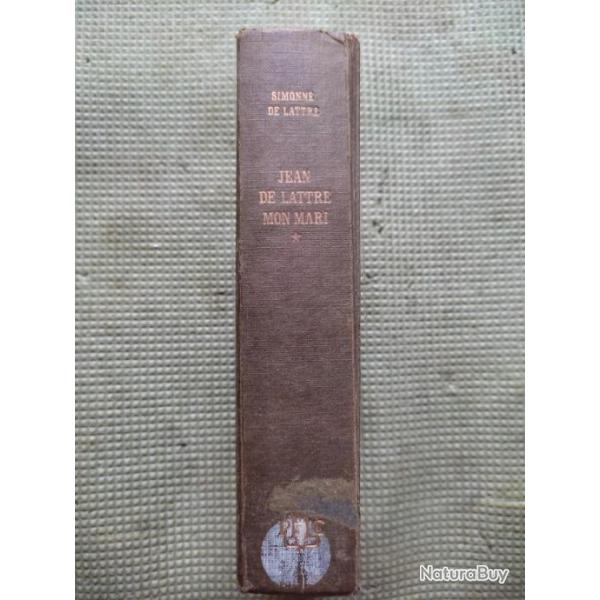 SIMONNE
DE LATTRE
JEAN
DE LATTRE
MON MARI
*
NaturaBuy